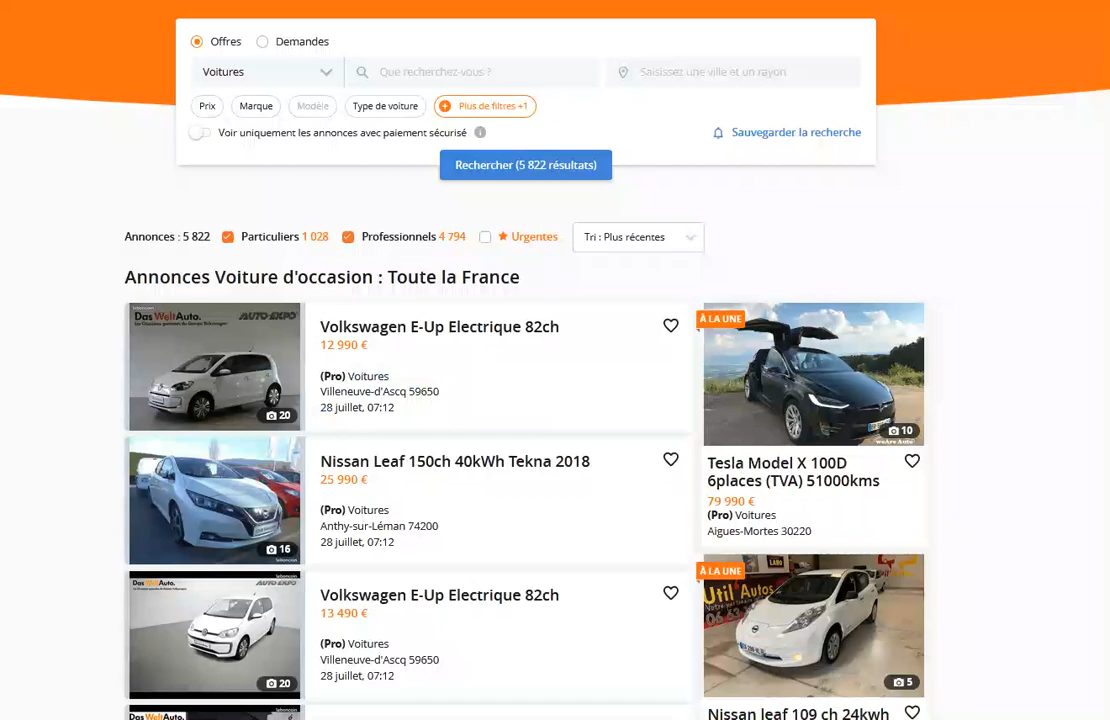 Offres Demandes
Voitures Que recherchez-vous ? Saisissez une ville et un rayon
Prix Marque Modèle Type de voiture Plus de filtres +1
Voir uniquement les annonces avec paiement sécurisé i Sauvegarder la recherche
Rechercher (5 822 résultats)
Annonces : 5 822 Particuliers 1 028 Professionnels 4 794 Urgentes Tri : Plus récentes
Annonces Voiture d'occasion : Toute la France
Das WeltAuto. AUTO-EXPO
20
Volkswagen E-Up Electrique 82ch
12 990 €
(Pro) Voitures
Villeneuve-d'Ascq 59650
28 juillet, 07:12
16
leboncoin
Nissan Leaf 150ch 40kWh Tekna 2018
25 990 €
(Pro) Voitures
Anthy-sur-Léman 74200
28 juillet, 07:12
Das WeltAuto. AUTO-EXPO
20
Volkswagen E-Up Electrique 82ch
13 490 €
(Pro) Voitures
Villeneuve-d'Ascq 59650
28 juillet, 07:12
Das WeltAuto.
À LA UNE
10
weAre Auto
Tesla Model X 100D
6places (TVA) 51000kms
79 990 €
(Pro) Voitures
Aigues-Mortes 30220
À LA UNE
Util'Autos
06 63
5
Nissan leaf 109 ch 24kwh